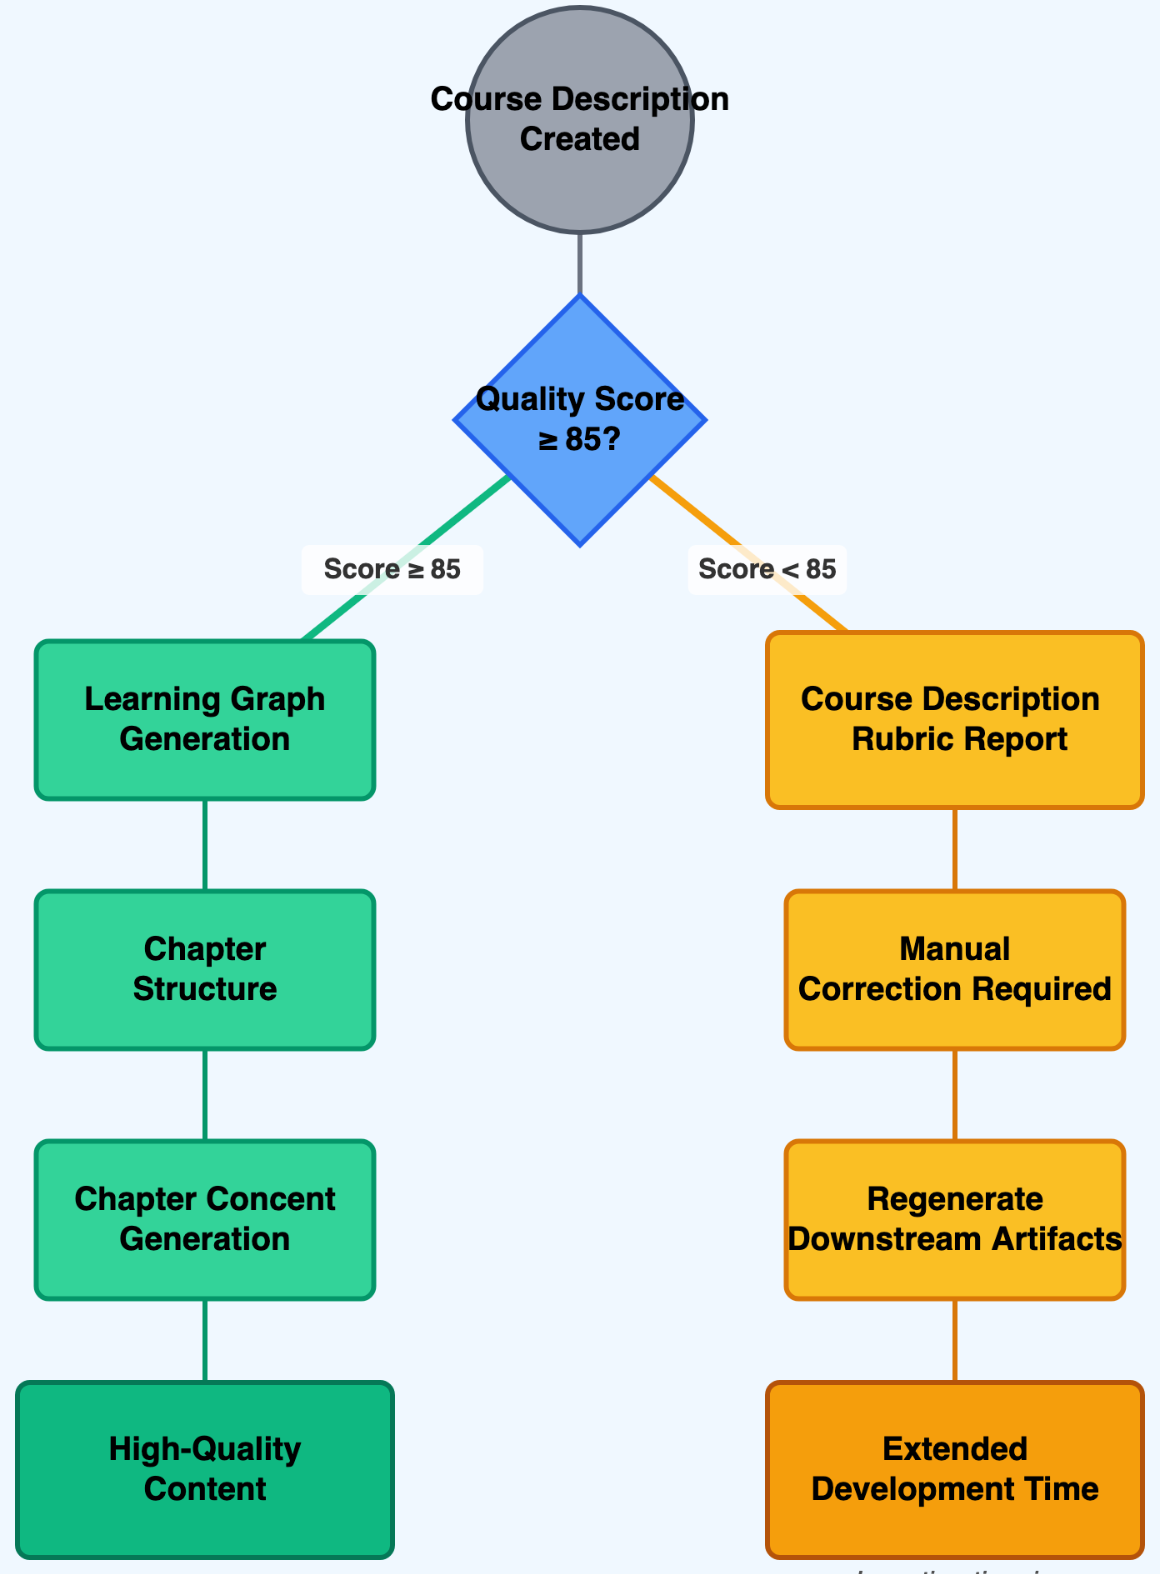 Course Description
Created
Quality Score
≥ 85?
Score ≥ 85
Score < 85
Learning Graph
Generation
Course Description
Rubric Report
Chapter
Structure
Manual
Correction Required
Chapter Concent
Generation
Regenerate
Downstream Artifacts
High-Quality
Content
Extended
Development Time